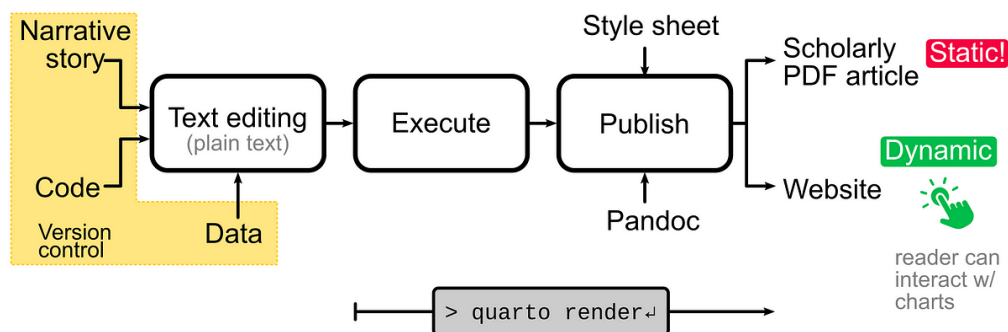 Narrative
story
Code
Version
control
Data
Text editing
(plain text)
Execute
Style sheet
Publish
Pandoc
Scholarly
PDF article
Static!
Dynamic
Website
reader can
interact w/
charts
> quarto render↵